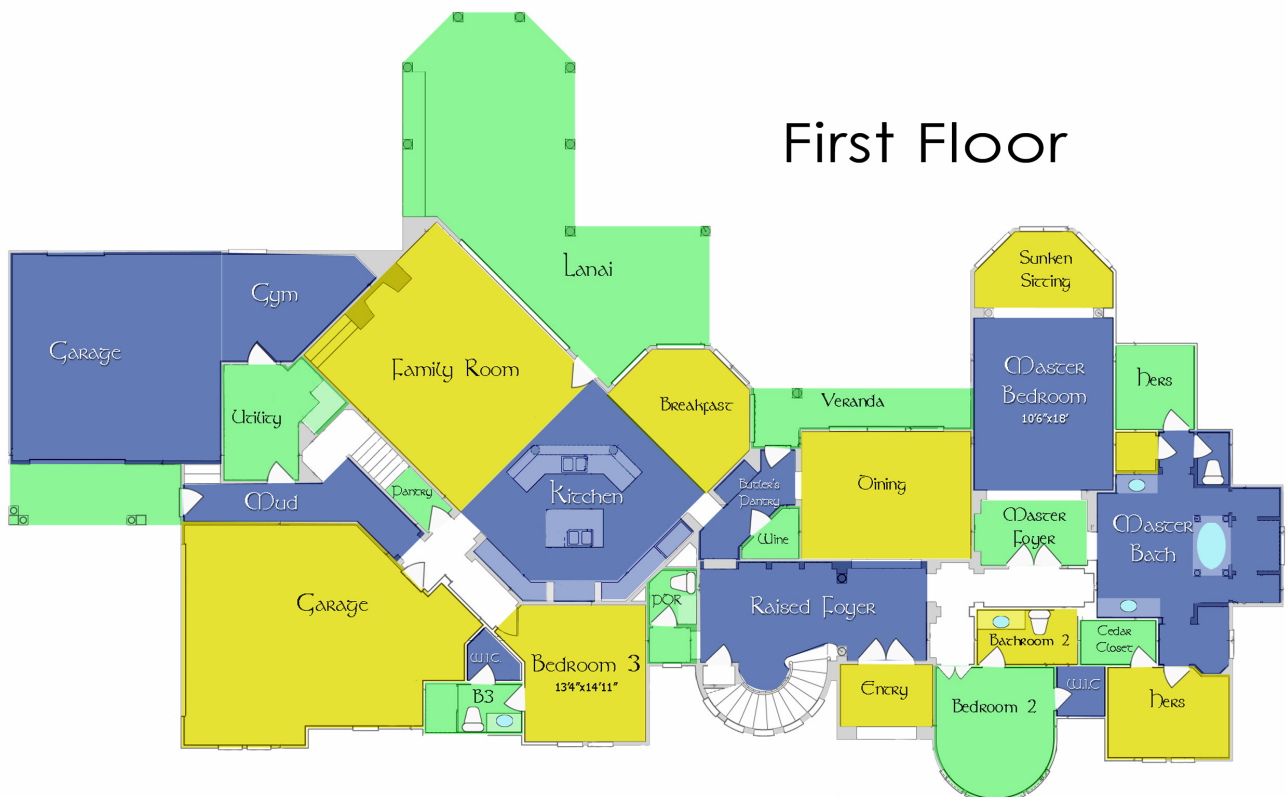 First Floor
Lanai
Sunken
Sitting
Gym
Garage
Family Room
Master
Bedroom
10'6"x18'
Hers
Breakfast
Veranda
Utility
Kitchen
Butler's
Pantry
Dining
Pantry
Mud
Wine
Master
Foyer
Master
Bath
Garage
PDR
Raised Foyer
Bathroom 2
Cedar
Closet
W.I.C
Bedroom 3
13'4"x14'11"
B3
Entry
Bedroom 2
W.I.C
Hers